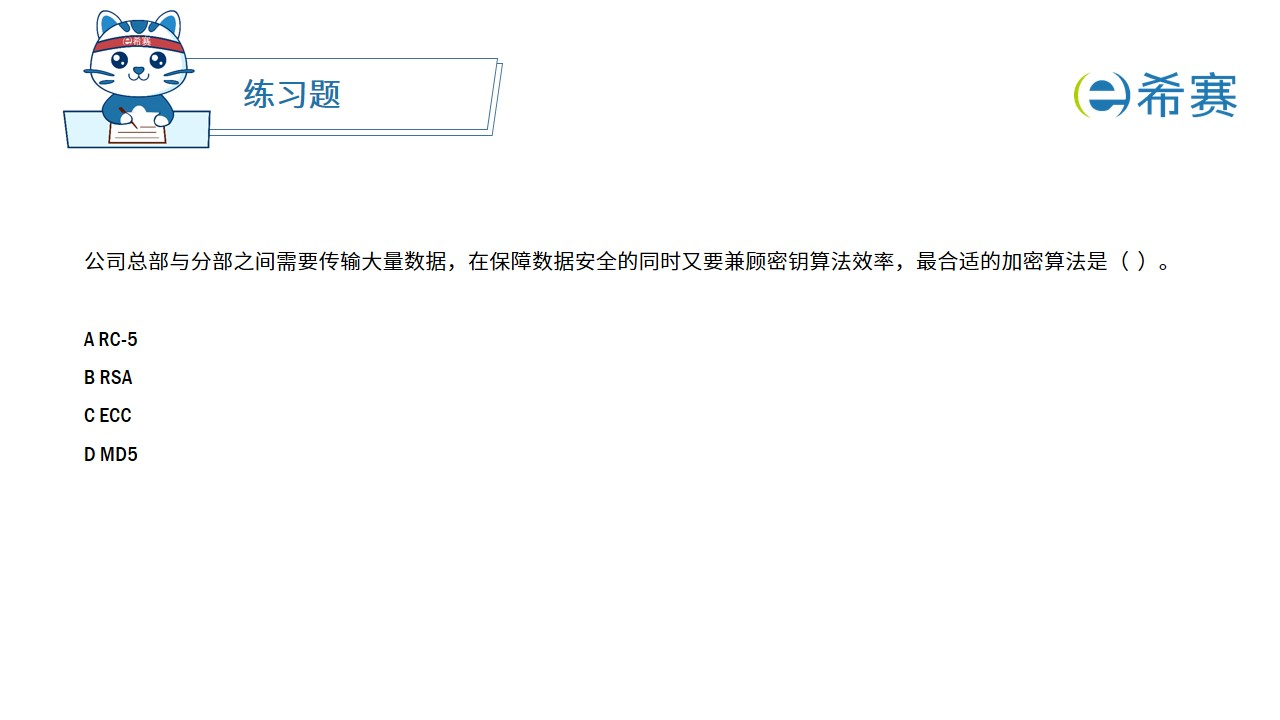 希赛
练习题
希赛
公司总部与分部之间需要传输大量数据，在保障数据安全的同时又要兼顾密钥算法效率，最合适的加密算法是（ ）。
A RC-5
B RSA
C ECC
D MD5